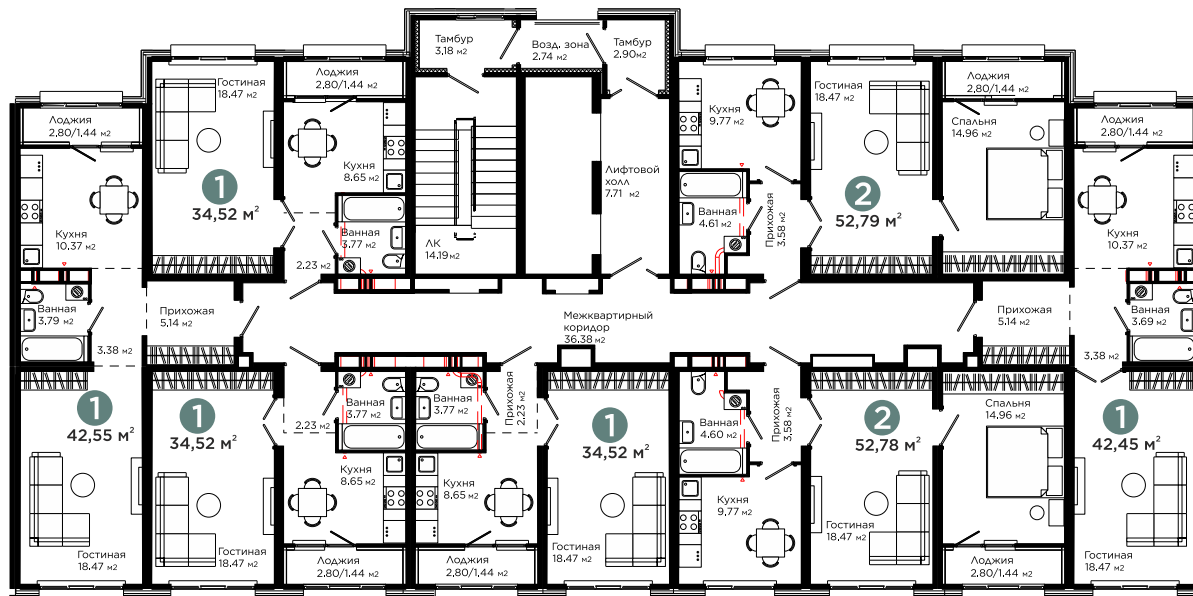 Тамбур
3,18 м2
Возд. зона
2.74 м2
Тамбур
2.90м2
Лоджия
2,80/1,44 м2
Гостиная
18.47 м2
Лоджия
2,80/1,44 м2
Кухня
8.65 м2
1
34,52 м²
Ванная
3.77 м2
2.23 м2
ЛК
14.19 м2
Лифтовой
холл
7.71 м2
Кухня
9.77 м2
Гостиная
18.47 м2
Лоджия
2,80/1,44 м2
Спальня
14.96 м2
Лоджия
2.80/1,44 м2
Ванная
4.61 м2
Прихожая
3.58 м2
2
52,79 м²
Кухня
10.37 м2
Кухня
10.37 м2
Ванная
3,79 м2
Прихожая
5.14 м2
3.38 м2
Межквартирный
коридор
36.38 м2
Прихожая
5.14 м2
Ванная
3.69 м2
3,38 м2
1
42,55 м²
Гостиная
18.47 м2
1
34,52 м²
Гостиная
18.47 м2
2.23 м2
Ванная
3.77 м2
Кухня
8.65 м2
Лоджия
2.80/1.44 м2
Ванная
3,77 м2
Прихожая
2,23 м2
Кухня
8.65 м2
Лоджия
2,80/1,44 м2
1
34,52 м²
Гостиная
18.47 м2
Ванная
4.60 м2
Прихожая
3.58 м2
Кухня
9.77 м2
2
52,78 м²
Гостиная
18.47 м2
Спальня
14.96 м2
Лоджия
2.80/1,44 м2
1
42,45 м²
Гостиная
18.47 м2